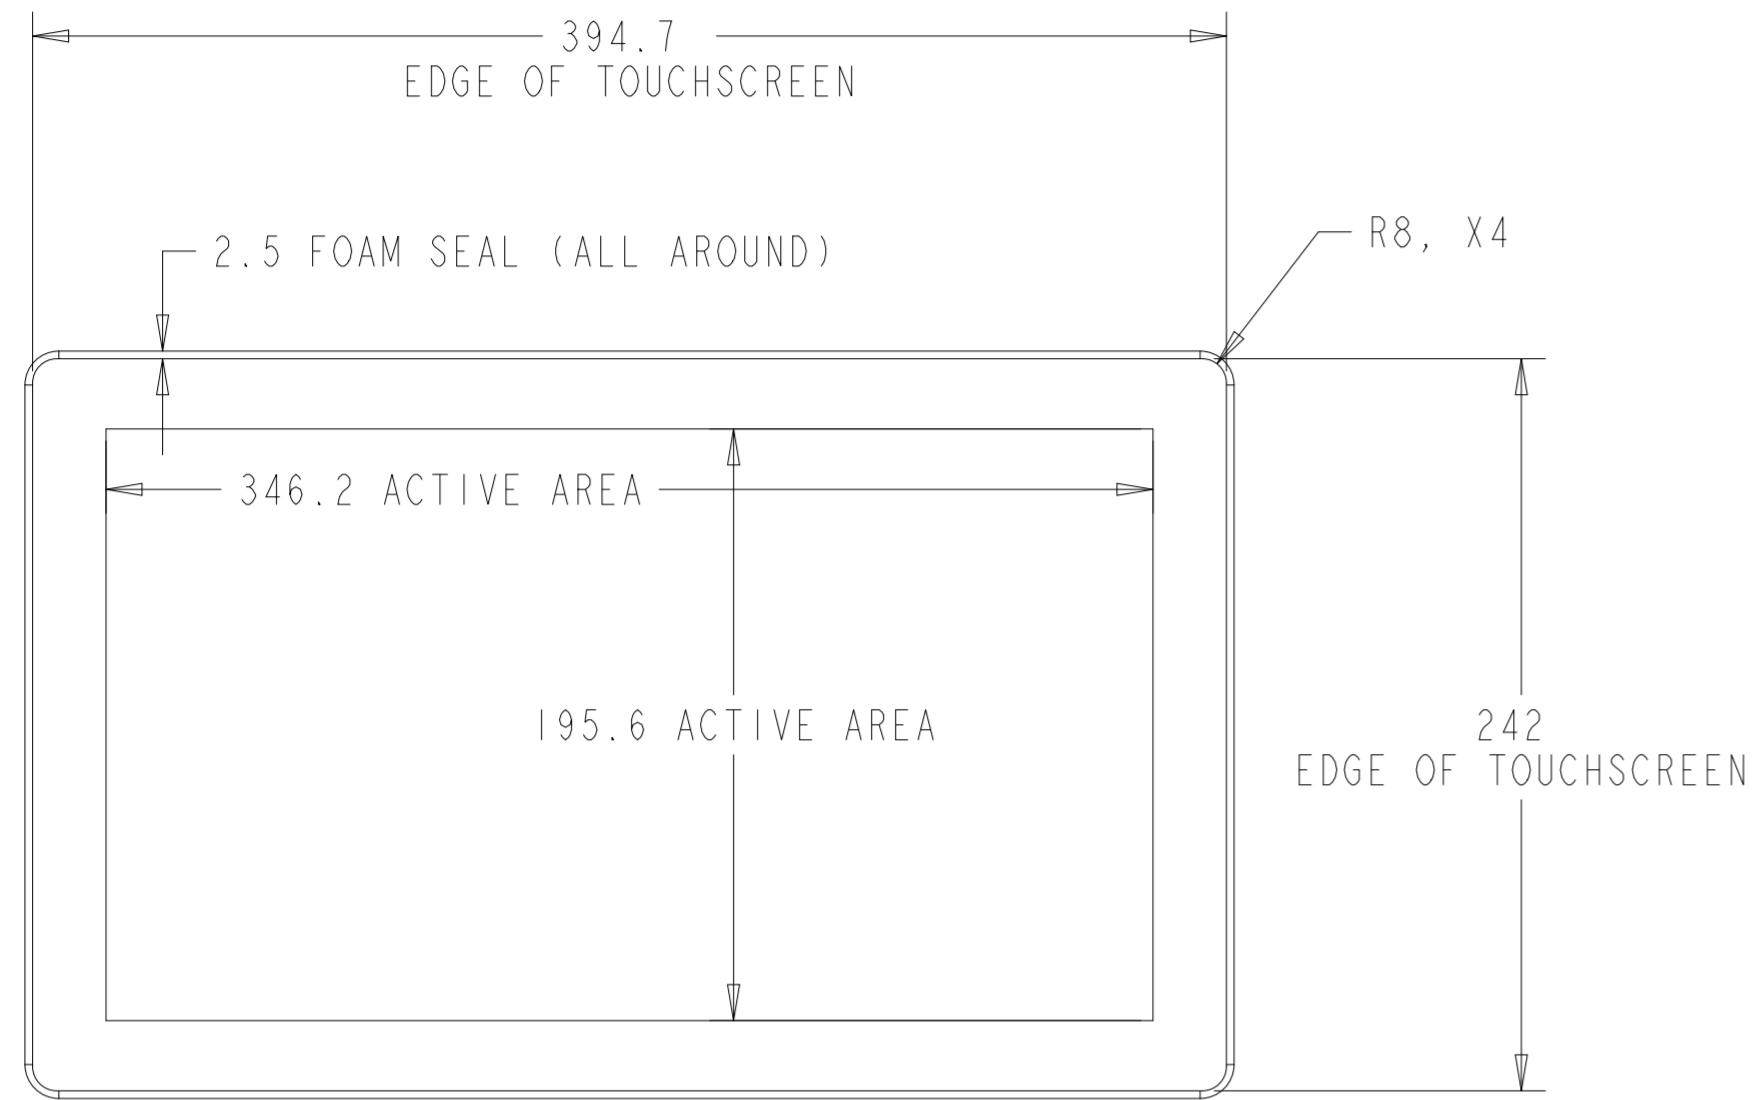 394.7
EDGE OF TOUCHSCREEN
2.5 FOAM SEAL (ALL AROUND)
R8, X4
346.2 ACTIVE AREA
195.6 ACTIVE AREA
242
EDGE OF TOUCHSCREEN